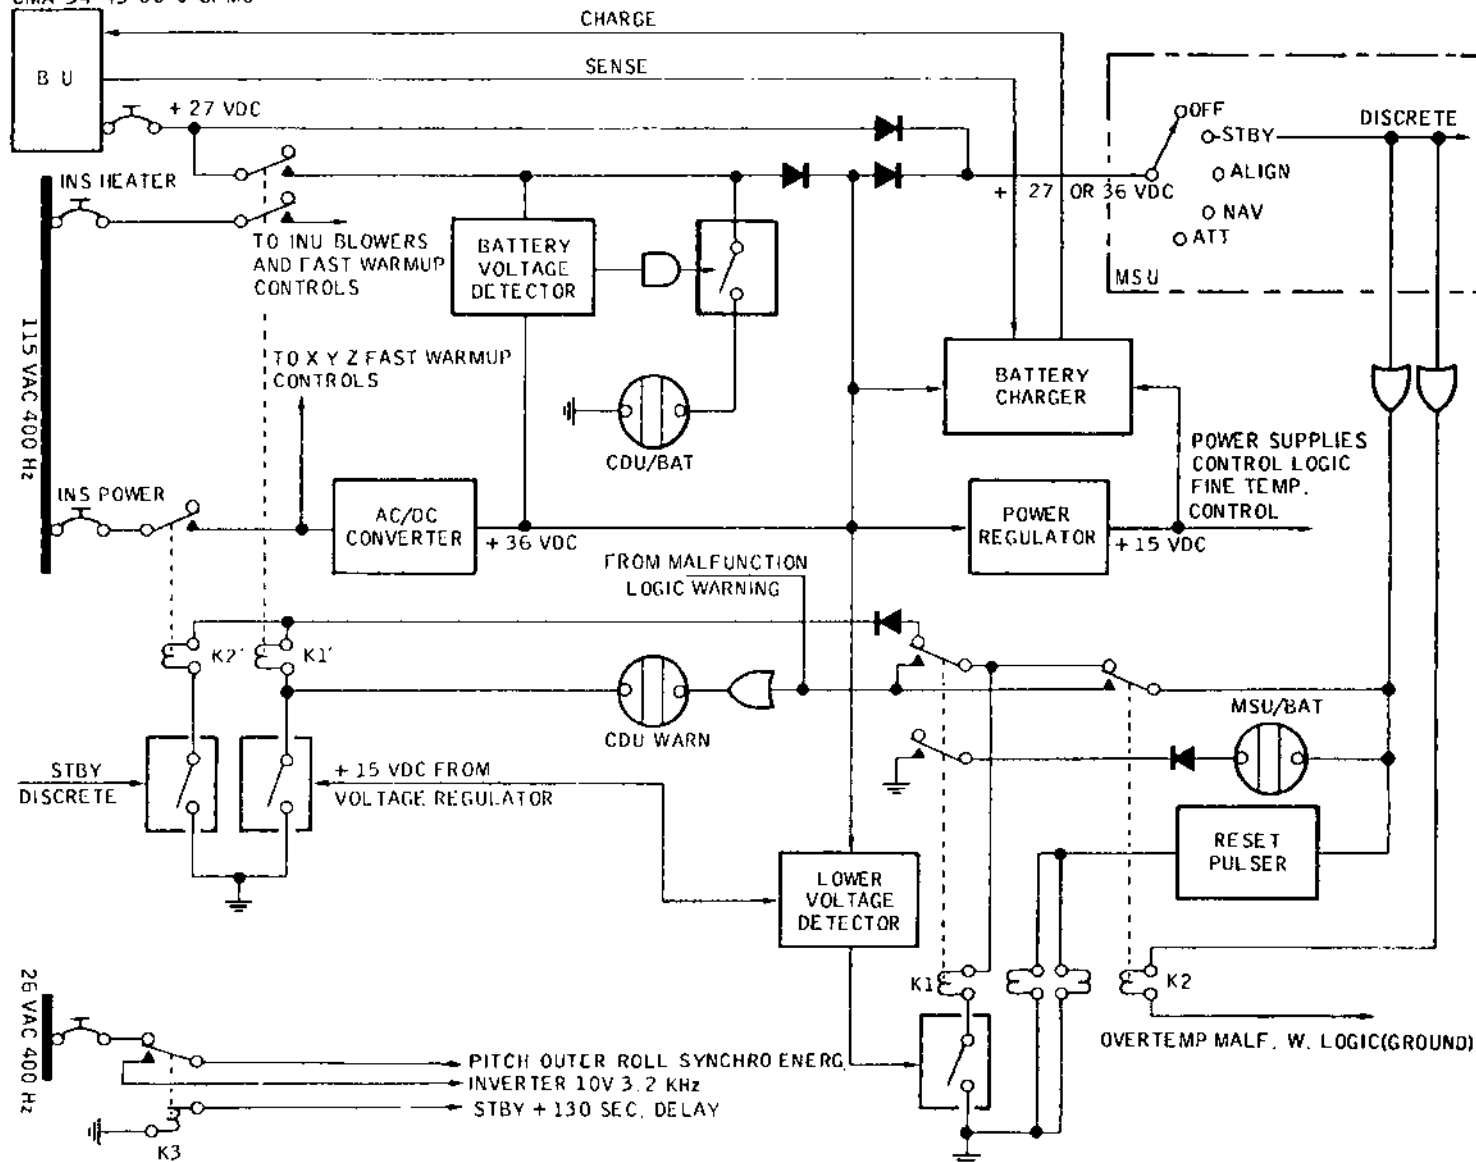 CHARGE
SENSE
B U
+ 27 VDC
OFF
STBY
DISCRETE
ALIGN
NAV
ATT
MSU
+ 27 OR 36 VDC
INS HEATER
TO INU BLOWERS
AND FAST WARMUP
CONTROLS
BATTERY
VOLTAGE
DETECTOR
115 VAC 400 Hz
TO X Y Z FAST WARMUP
CONTROLS
CDU/BAT
BATTERY
CHARGER
POWER SUPPLIES
CONTROL LOGIC
FINE TEMP.
CONTROL
INS POWER
AC/DC
CONVERTER
+ 36 VDC
POWER
REGULATOR
+ 15 VDC
FROM MALFUNCTION
LOGIC WARNING
K2'
K1'
CDU WARN
MSU/BAT
STBY
DISCRETE
+ 15 VDC FROM
VOLTAGE REGULATOR
RESET
PULSER
LOWER
VOLTAGE
DETECTOR
K1
K2
OVERTEMP MALF. W. LOGIC(GROUND)
26 VAC 400 Hz
PITCH OUTER ROLL SYNCHRO ENERG.
INVERTER 10V 3.2 KHz
STBY + 130 SEC. DELAY
K3